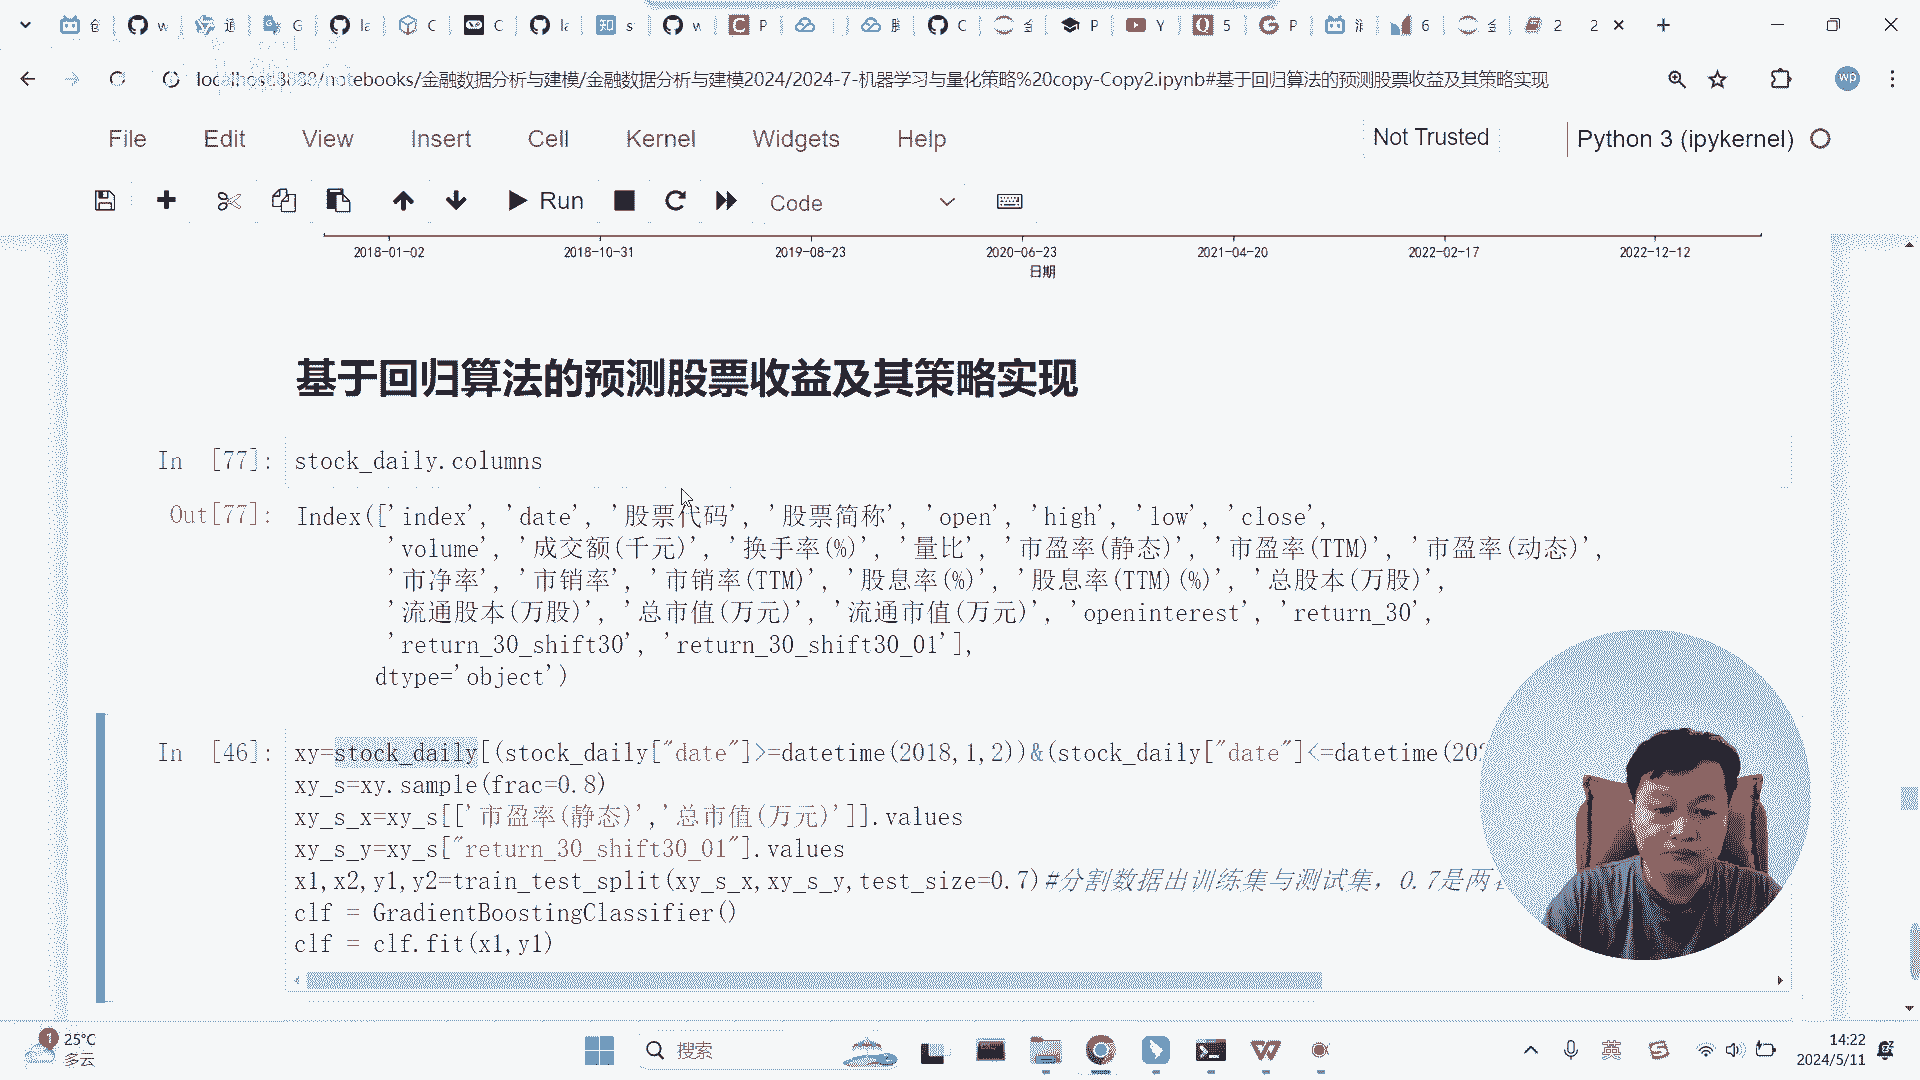 localhost:8888/notebooks/金融数据分析与建模/金融数据分析与建模2024/2024-7-机器学习与量化策略%20copy-Copy2.ipynb#基于回归算法的预测股票收益及其策略实现
wp
File Edit View Insert Cell Kernel Widgets Help
Not Trusted
Python 3 (ipykernel)
Run
Code
2018-01-02 2018-10-31 2019-08-23 2020-06-23 2021-04-20 2022-02-17 2022-12-12
日期
基于回归算法的预测股票收益及其策略实现
In [77]: stock_daily.columns
Out[77]: Index(['index', 'date', '股票代码', '股票简称', 'open', 'high', 'low', 'close',
'volume', '成交额(千元)', '换手率(%)', '量比', '市盈率(静态)', '市盈率(TTM)', '市盈率(动态)',
'市净率', '市销率', '市销率(TTM)', '股息率(%)', '股息率(TTM)(%)', '总股本(万股)',
'流通股本(万股)', '总市值(万元)', '流通市值(万元)', 'openinterest', 'return_30',
'return_30_shift30', 'return_30_shift30_01'],
dtype='object')
In [46]: xy=stock_daily[(stock_daily["date"]>=datetime(2018,1,2))&(stock_daily["date"]<=datetime(202
xy_s=xy.sample(frac=0.8)
xy_s_x=xy_s[['市盈率(静态)','总市值(万元)']].values
xy_s_y=xy_s["return_30_shift30_01"].values
x1,x2,y1,y2=train_test_split(xy_s_x,xy_s_y,test_size=0.7)#分割数据出训练集与测试集，0.7是两
clf = GradientBoostingClassifier()
clf = clf.fit(x1,y1)
1
25°C
多云
搜索
英
14:22
2024/5/11